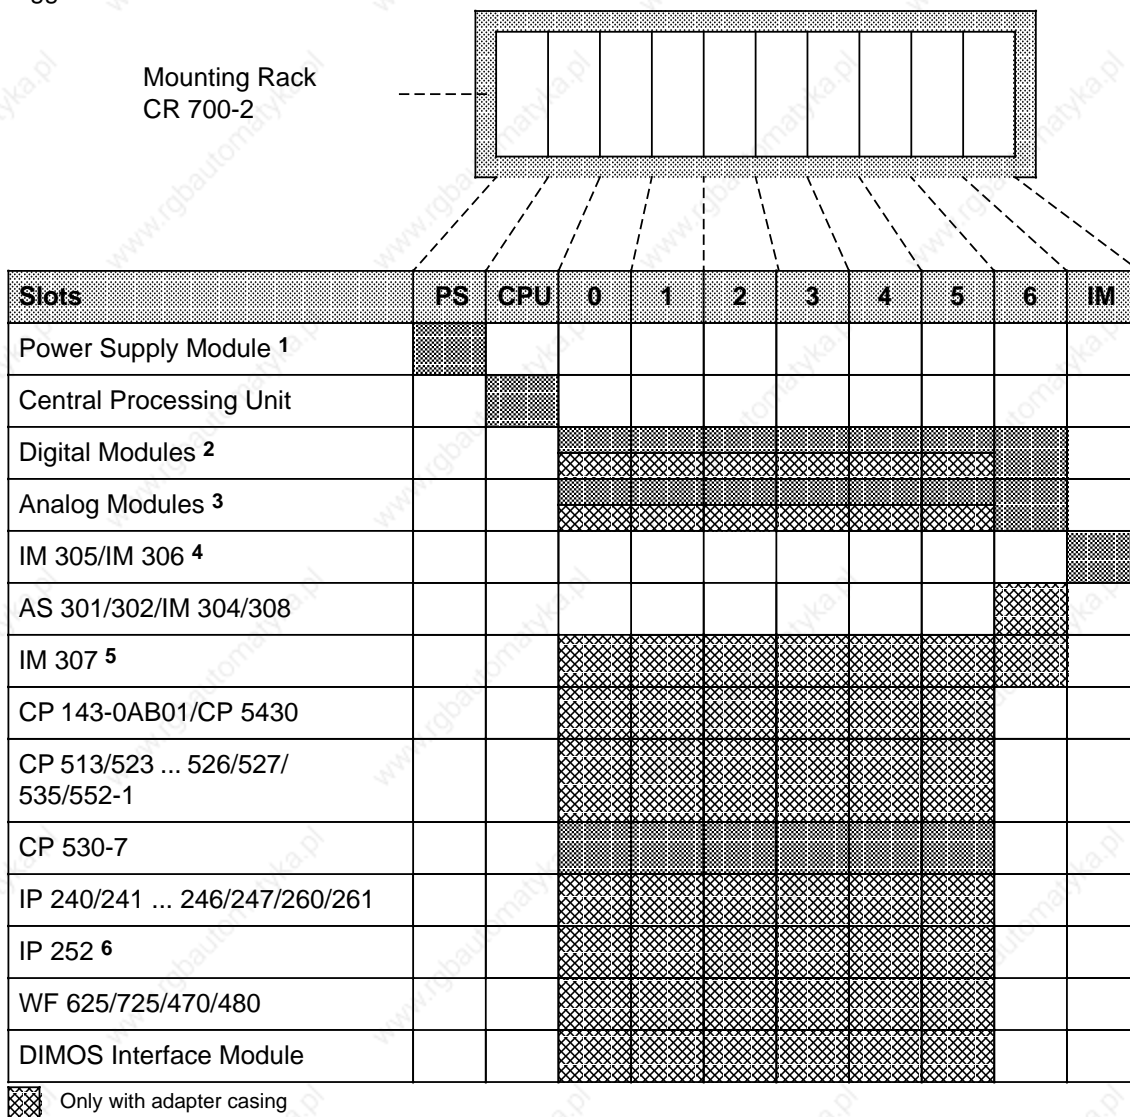 Mounting Rack
CR 700-2
Slots PS CPU 0 1 2 3 4 5 6 IM
Power Supply Module 1
Central Processing Unit
Digital Modules 2
Analog Modules 3
IM 305/IM 306 4
AS 301/302/IM 304/308
IM 307 5
CP 143-0AB01/CP 5430
CP 513/523 ... 526/527/
535/552-1
CP 530-7
IP 240/241 ... 246/247/260/261
IP 252 6
WF 625/725/470/480
DIMOS Interface Module
Only with adapter casing
www.rgbautomatyka.pl